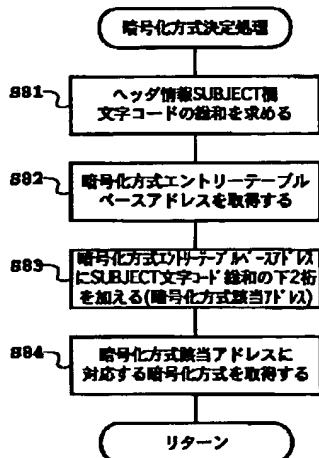 暗号化方式決定処理
S81
ヘッダ情報SUBJECT欄
文字コードの総和を求める
S82
暗号化方式エントリーテーブル
ベースアドレスを取得する
S83
暗号化方式エントリーテーブルベースアドレス
にSUBJECT文字コード総和の下2桁
を加える(暗号化方式該当アドレス)
S84
暗号化方式該当アドレスに
対応する暗号化方式を取得する
リターン